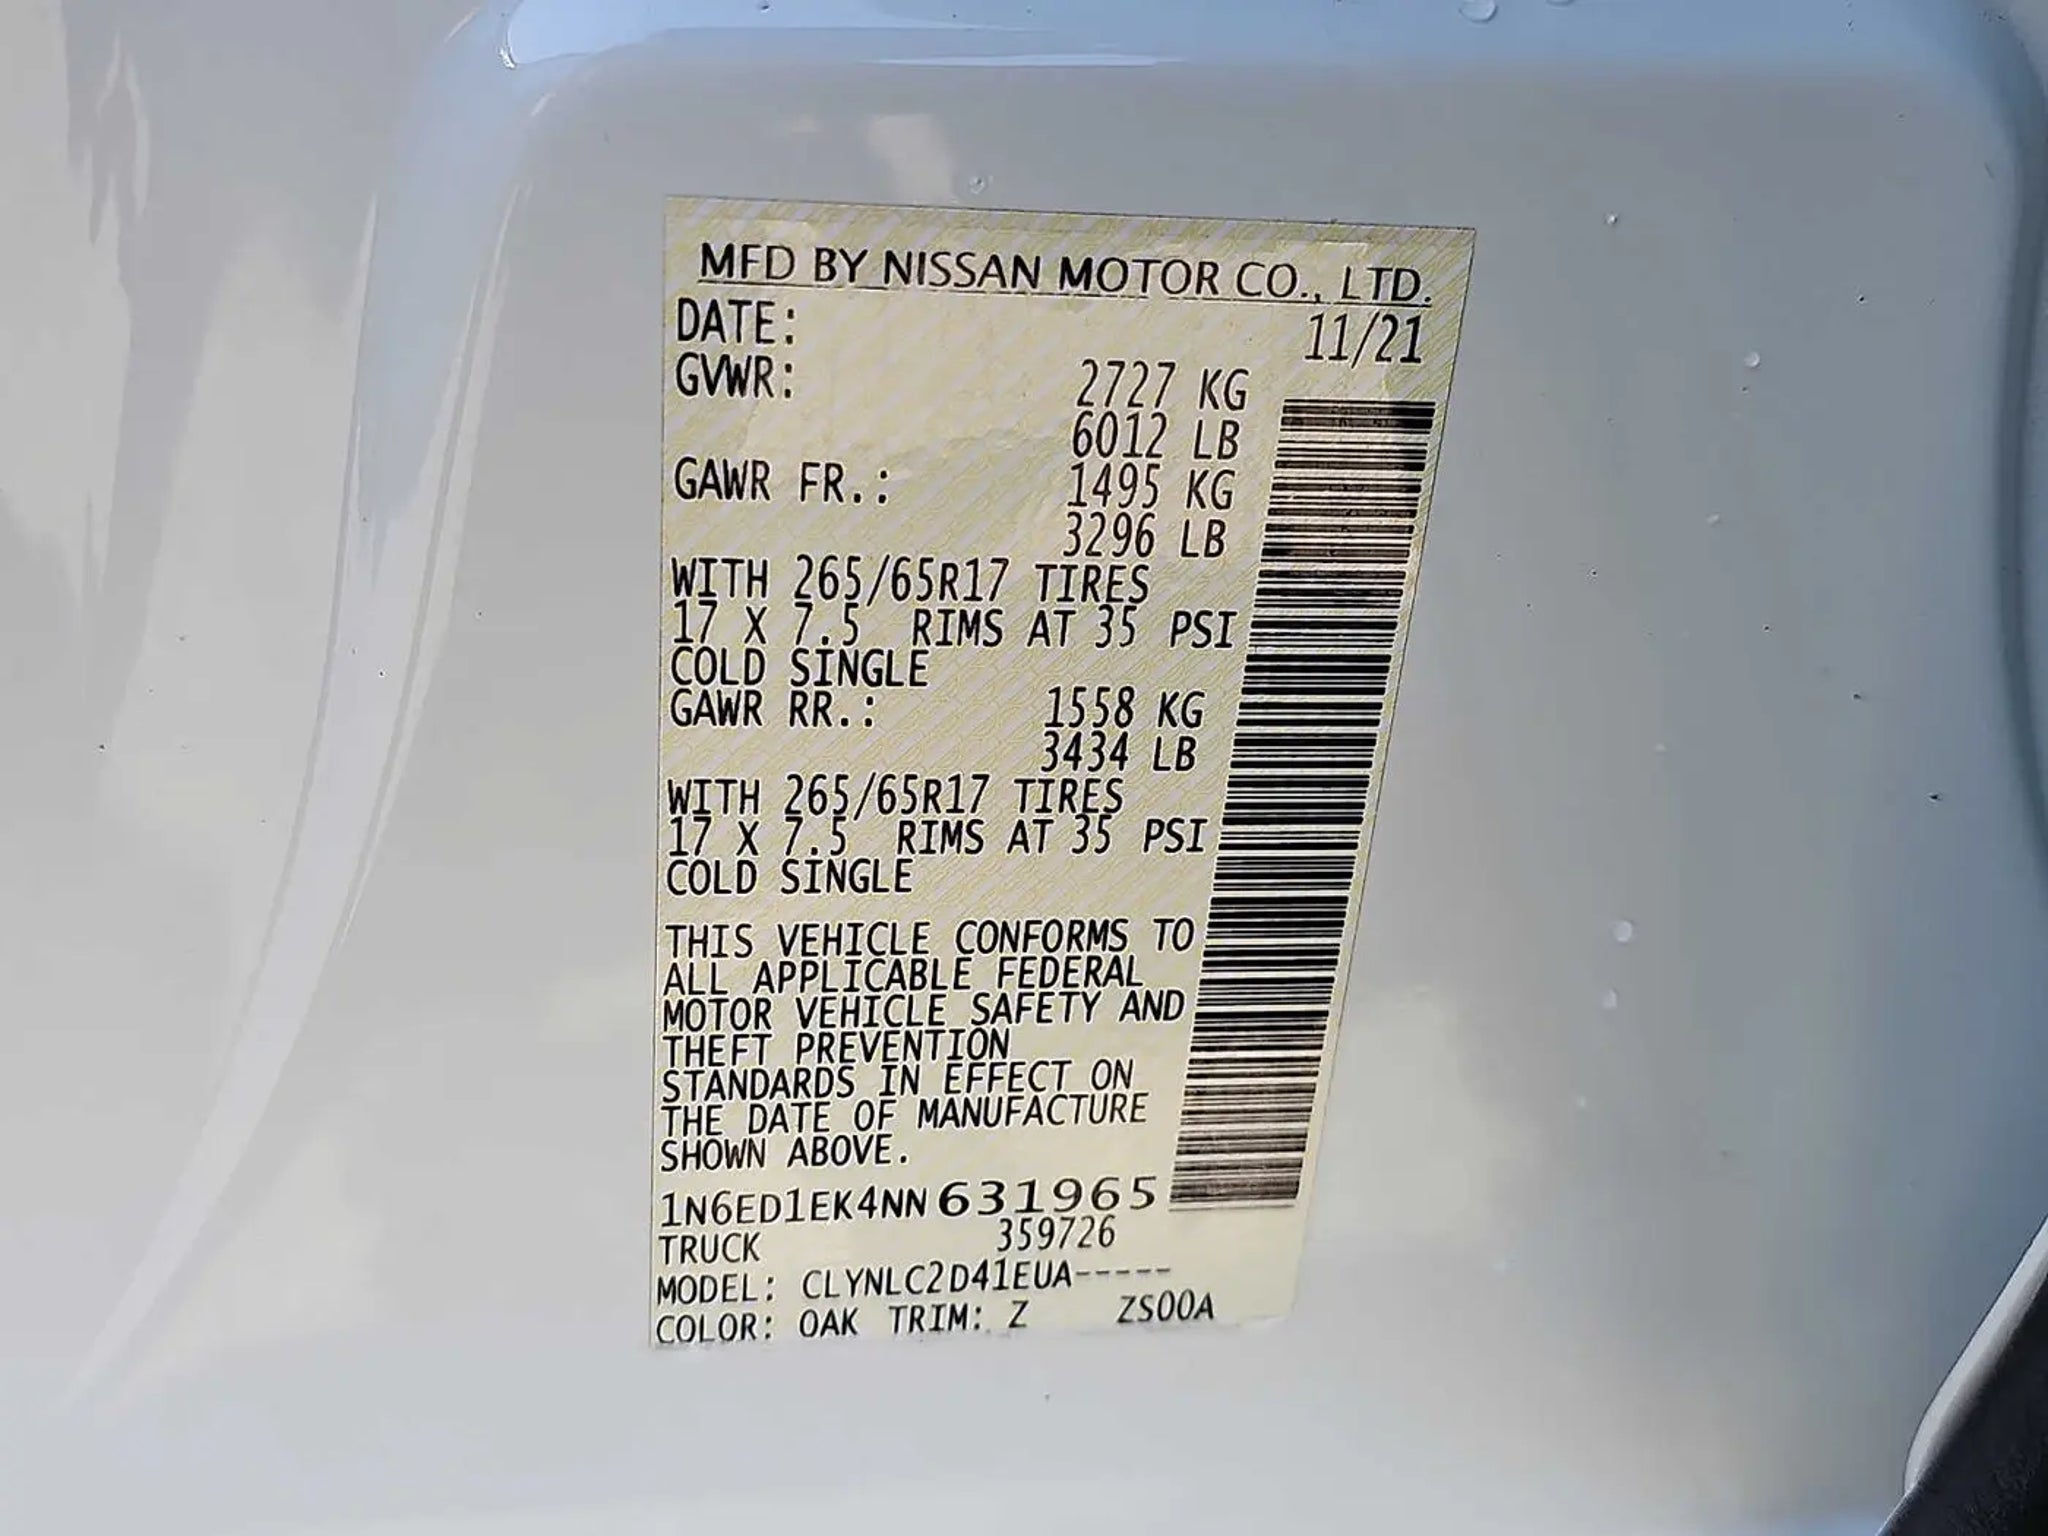 MFD BY NISSAN MOTOR CO., LTD.
DATE: 11/21
GVWR: 2727 KG
6012 LB
GAWR FR.: 1495 KG
3296 LB
WITH 265/65R17 TIRES
17 X 7.5 RIMS AT 35 PSI
COLD SINGLE
GAWR RR.: 1558 KG
3434 LB
WITH 265/65R17 TIRES
17 X 7.5 RIMS AT 35 PSI
COLD SINGLE
THIS VEHICLE CONFORMS TO
ALL APPLICABLE FEDERAL
MOTOR VEHICLE SAFETY AND
THEFT PREVENTION
STANDARDS IN EFFECT ON
THE DATE OF MANUFACTURE
SHOWN ABOVE.
1N6ED1EK4NN631965
TRUCK 359726
MODEL: CLYNLC2D41EUA-----
COLOR: QAK TRIM: Z ZS00A